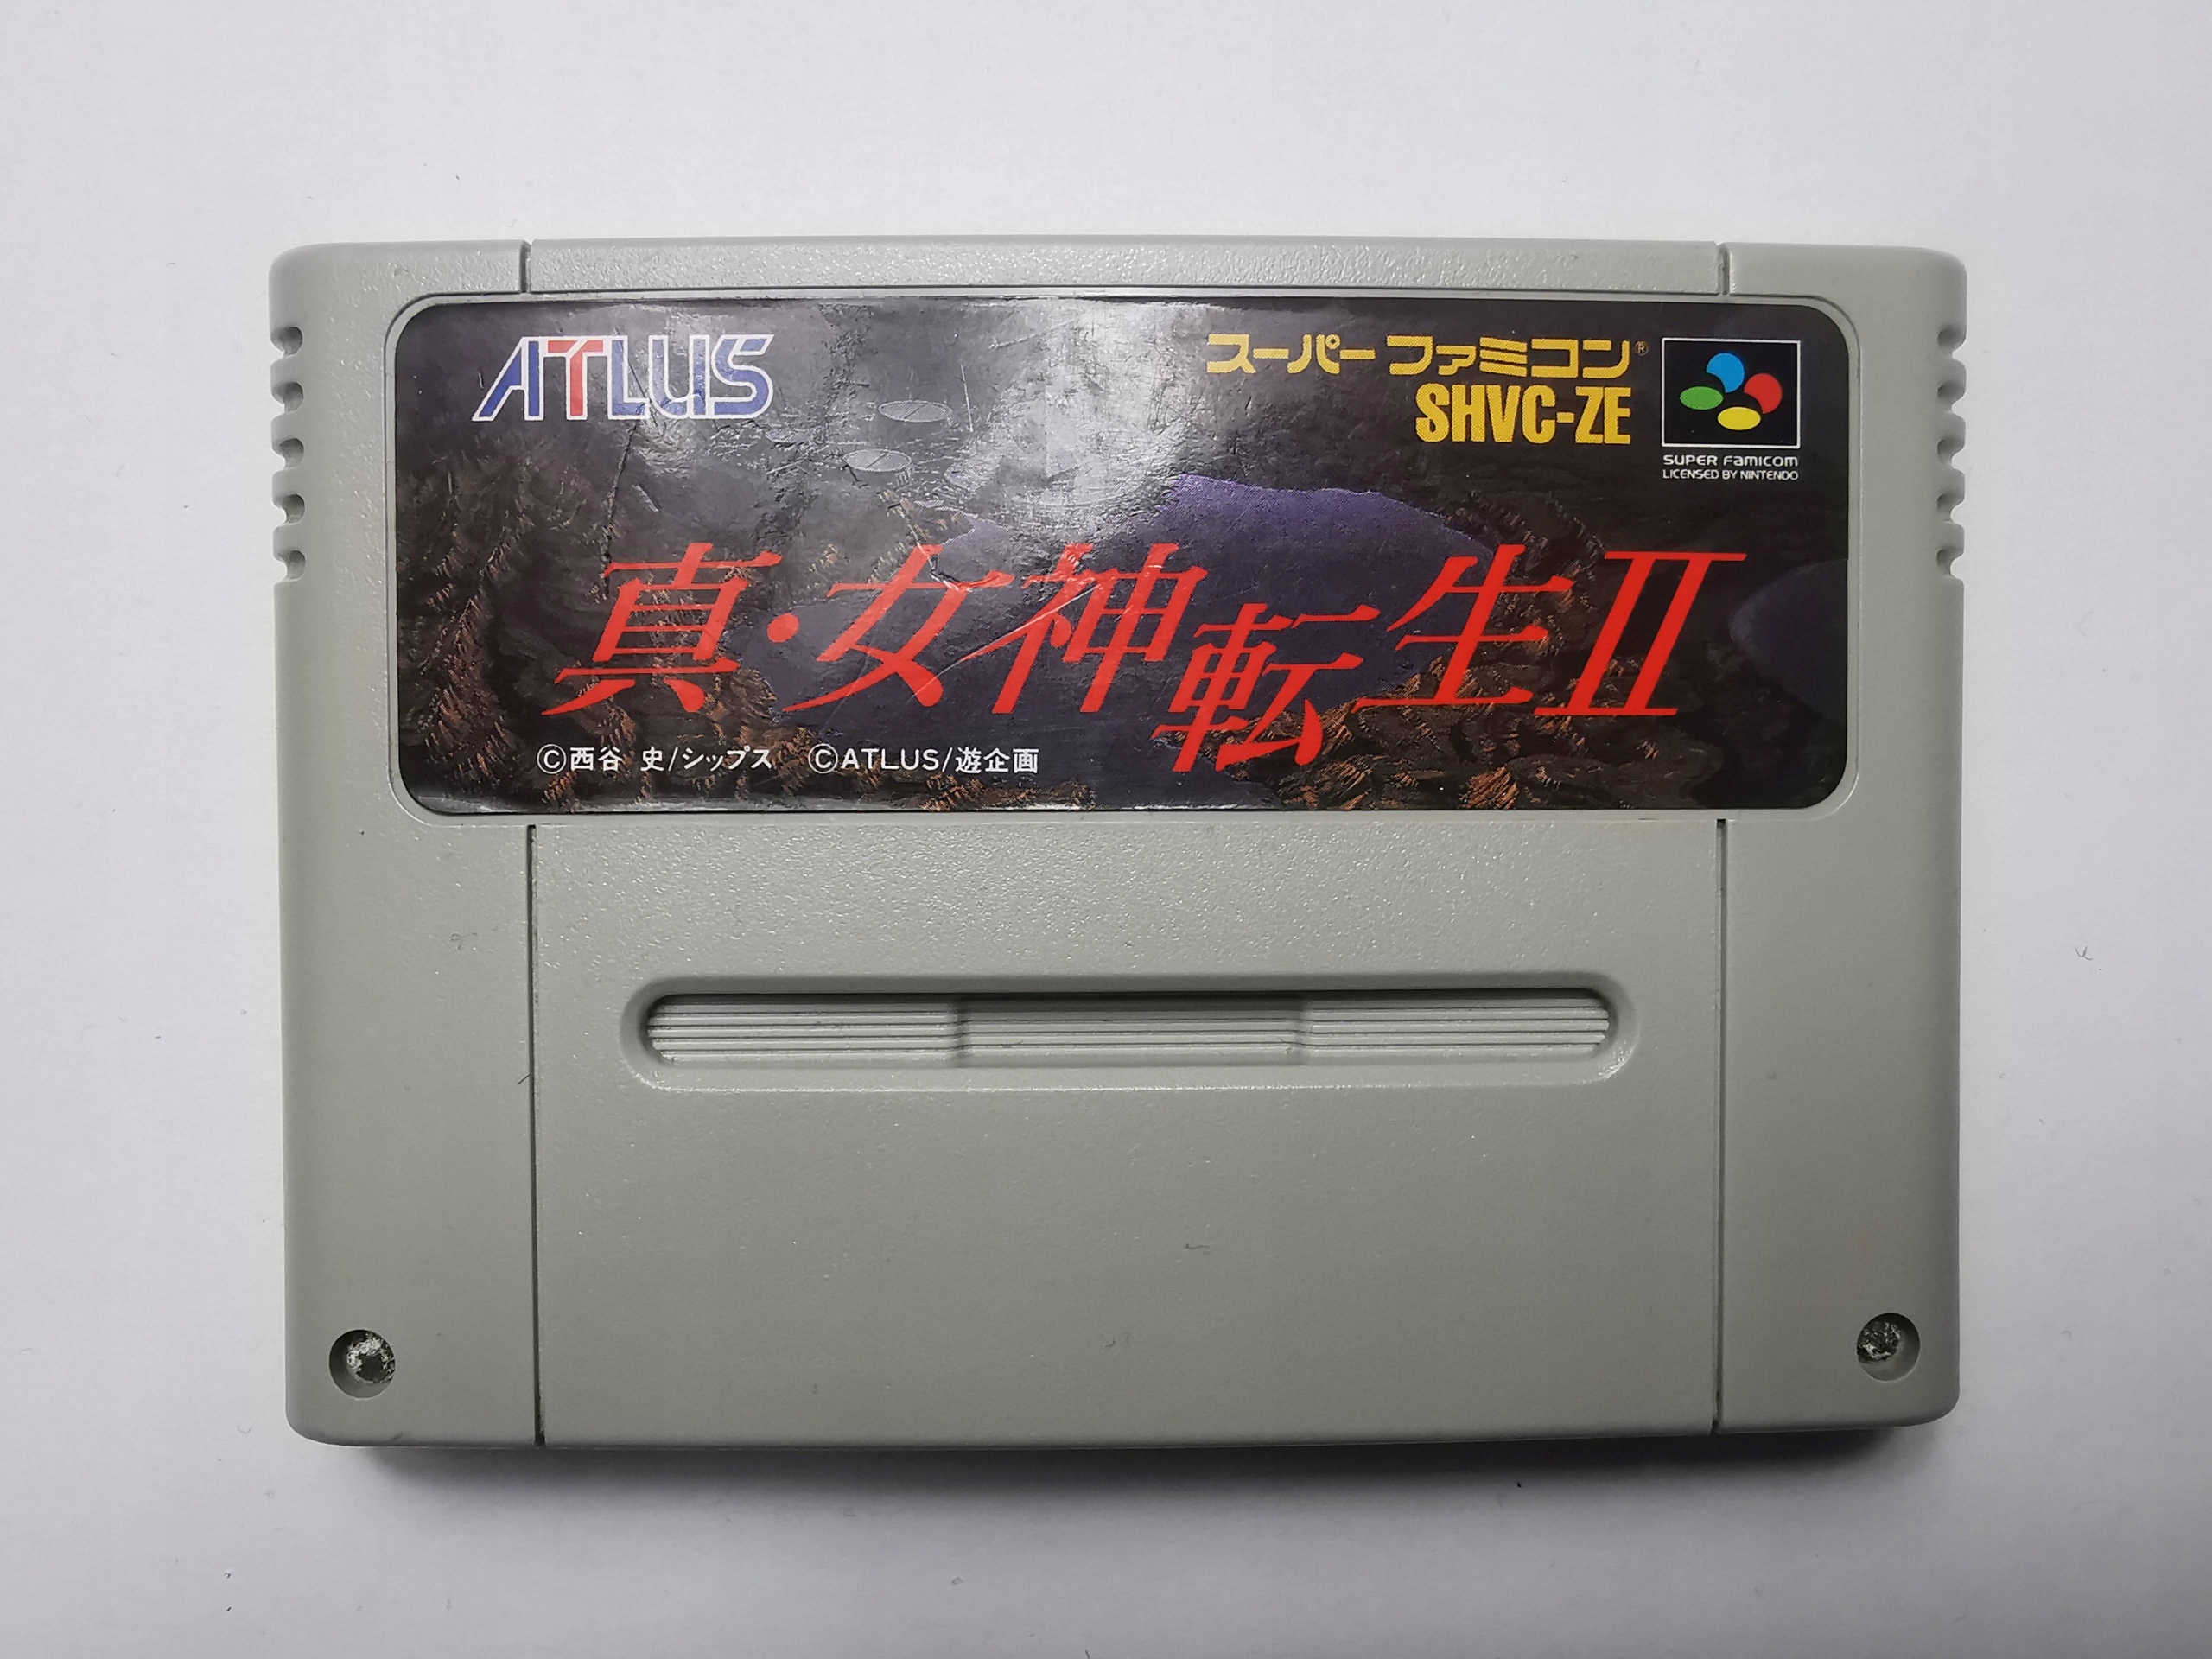 ATLUS
スーパーファミコン®
SHVC-ZE
SUPER FAMICOM
LICENSED BY NINTENDO
真・女神転生II
©西谷 史/シップス ©ATLUS/遊企画